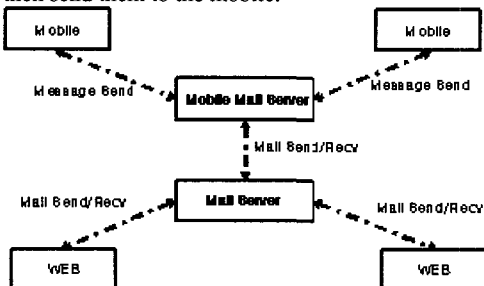 then send them to the mobile.
Mobile
Mobile
Message Send
Message Send
Mobile Mail Server
Mail Send/Recv
Mail Send/Recv
Mail Server
Mail Send/Recv
WEB
WEB